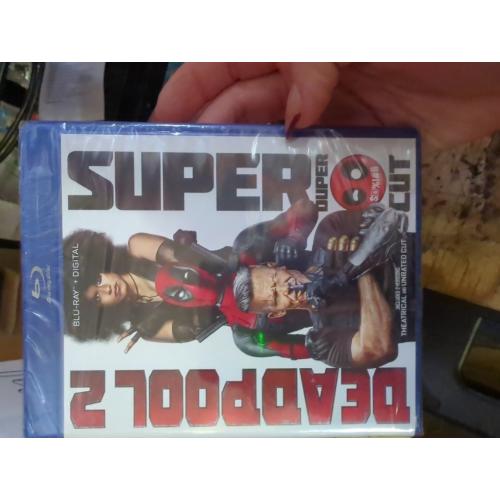 SUPER
DUPER
CUT
BLU-RAY + DIGITAL
THEATRICAL AND UNRATED CUT
DEADPOOL 2